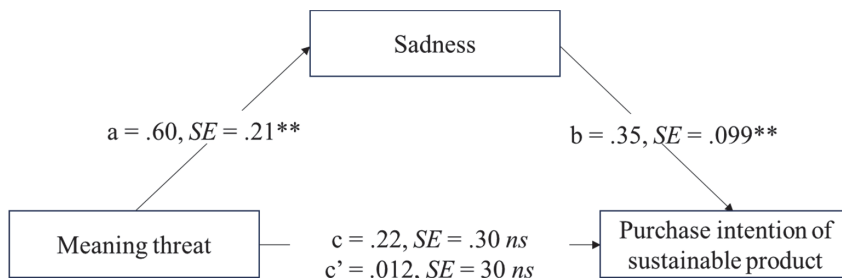 Sadness
a = .60, SE = .21**
b = .35, SE = .099**
Meaning threat
c = .22, SE = .30 ns
c' = .012, SE = 30 ns
Purchase intention of
sustainable product